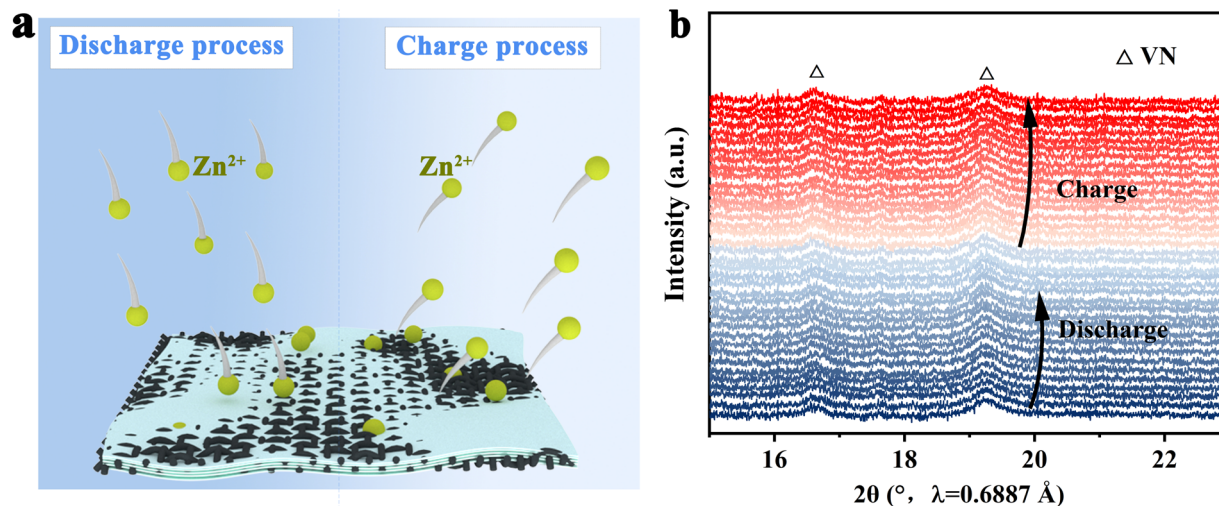 a
Discharge process
Charge process
Zn²⁺
Zn²⁺
b
△ VN
Intensity (a.u.)
Charge
Discharge
16
18
20
22
2θ (°, λ=0.6887 Å)